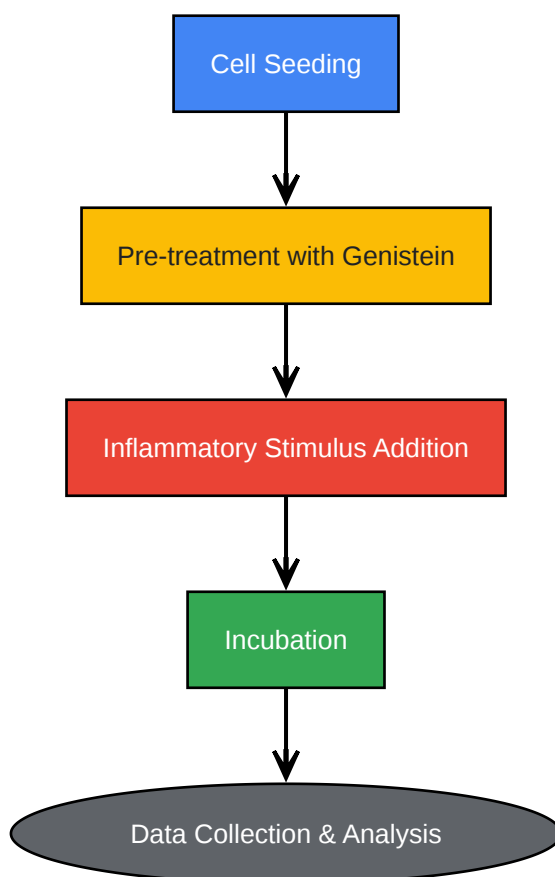 Cell Seeding
Pre-treatment with Genistein
Inflammatory Stimulus Addition
Incubation
Data Collection & Analysis